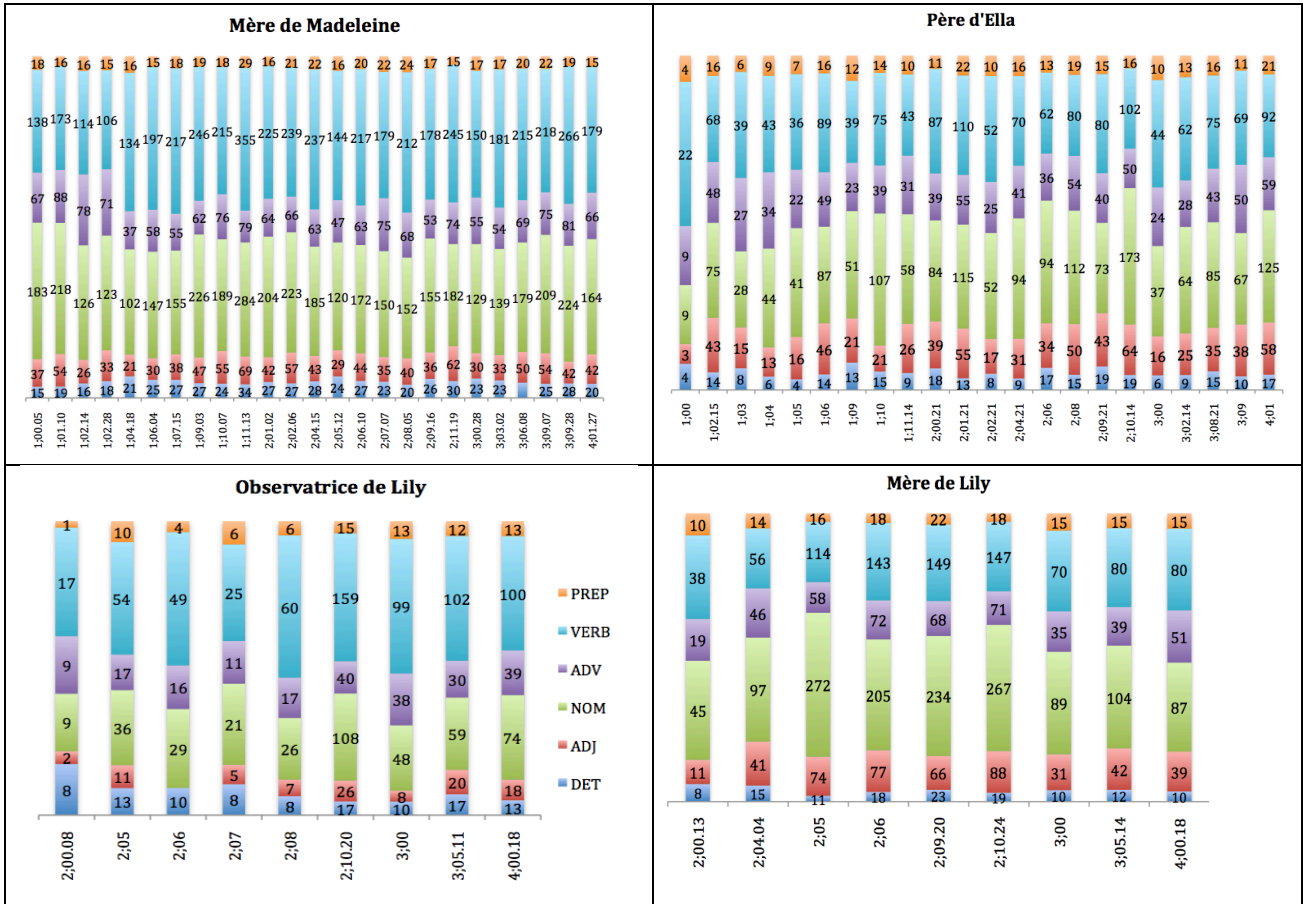 Mère de Madeleine
18 16 16 15 16 15 18 19 18 29 16 21 22 16 20 22 24 17 15 17 17 20 22 19 15
138 173 114 106 134 197 217 246 215 355 225 239 237 144 217 179 212 178 245 150 181 215 218 266 179
67 88 78 71 37 58 55 62 76 79 64 66 63 47 63 75 68 53 74 55 54 69 75 81 66
183 218 126 123 102 147 155 226 189 284 204 223 185 120 172 150 152 155 182 129 139 179 209 224 164
37 54 26 33 21 30 38 47 55 69 42 57 43 29 44 35 40 36 62 30 33 50 54 42 42
15 19 16 18 21 25 27 27 24 34 27 27 28 24 27 23 20 26 30 23 23 25 28 20
1;00.05 1;01.10 1;02.14 1;02.28 1;04.18 1;06.04 1;07.15 1;09.03 1;10.07 1;11.13 2;01.02 2;02.06 2;04.15 2;05.12 2;06.10 2;07.07 2;08.05 2;09.16 2;11.19 3;00.28 3;03.02 3;06.08 3;09.07 3;09.28 4;01.27
Père d'Ella
4 16 6 9 7 16 12 14 10 11 22 10 16 13 19 15 16 10 13 16 11 21
22 68 39 43 36 89 39 75 43 87 110 52 70 62 80 80 102 44 62 75 69 92
9 48 27 34 22 49 23 39 31 39 55 25 41 36 54 40 50 24 28 43 50 59
9 75 28 44 41 87 51 107 58 84 115 52 94 94 112 73 173 37 64 85 67 125
3 43 15 13 16 46 21 21 26 39 55 17 31 34 50 43 64 16 25 35 38 58
4 14 8 6 4 14 13 15 9 18 13 8 9 17 15 19 19 6 9 15 10 17
1;00 1;02.15 1;03 1;04 1;05 1;06 1;09 1;10 1;11.14 2;00.21 2;01.21 2;02.21 2;04.21 2;06 2;08 2;09.21 2;10.14 3;00 3;02.14 3;08.21 3;09 4;01
Observatrice de Lily
1 10 4 6 6 15 13 12 13
17 54 49 25 60 159 99 102 100
9 17 16 11 17 40 38 30 39
9 36 29 21 26 108 48 59 74
2 11 5 7 26 8 20 18
8 13 10 8 8 17 10 17 13
2;00.08 2;05 2;06 2;07 2;08 2;10.20 3;00 3;05.11 4;00.18
PREP
VERB
ADV
NOM
ADJ
DET
Mère de Lily
10 14 16 18 22 18 15 15 15
38 56 114 143 149 147 70 80 80
19 46 58 72 68 71 35 39 51
45 97 272 205 234 267 89 104 87
11 41 74 77 66 88 31 42 39
8 15 11 18 23 19 10 12 10
2;00.13 2;04.04 2;05 2;06 2;09.20 2;10.24 3;00 3;05.14 4;00.18